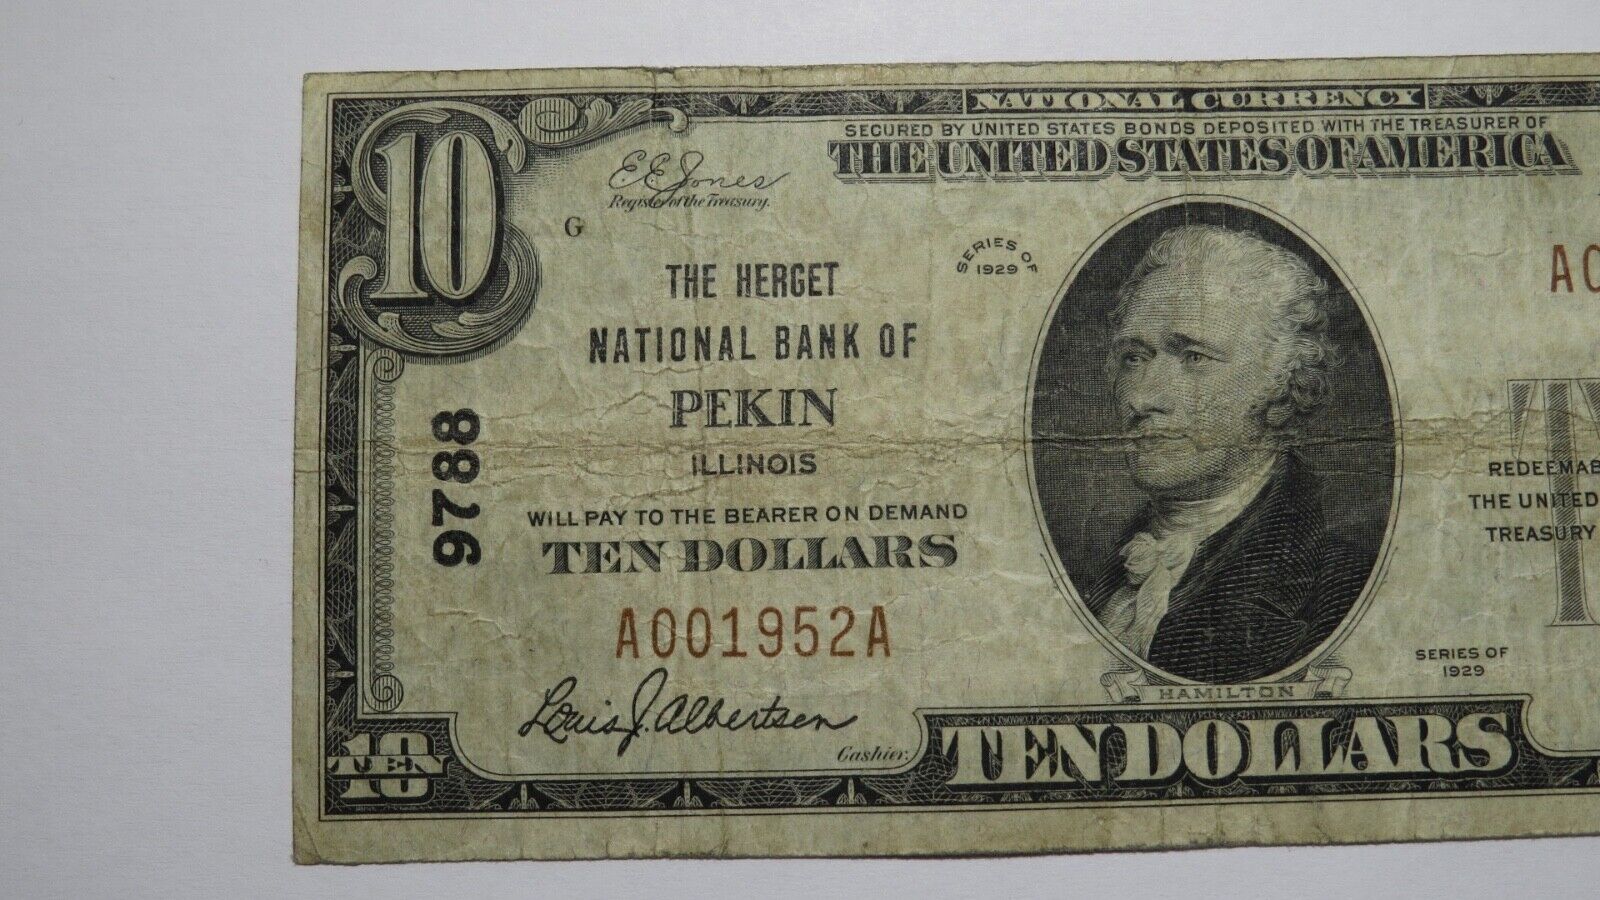 NATIONAL CURRENCY
SECURED BY UNITED STATES BONDS DEPOSITED WITH THE TREASURER OF
THE UNITED STATES OF AMERICA
10
E.E. Jones
Register of the Treasury.
G
SERIES OF
1929
A0
THE HERGET
NATIONAL BANK OF
PEKIN
ILLINOIS
9788
WILL PAY TO THE BEARER ON DEMAND
TEN DOLLARS
A001952A
Louis J. Albertsen
Cashier.
REDEEMAB
THE UNITED
TREASURY
SERIES OF
1929
HAMILTON
10
TEN
TEN DOLLARS